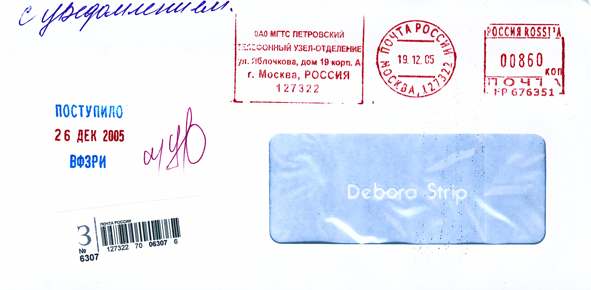 с уведомлением.
ОАО МГТС ПЕТРОВСКИЙ
ТЕЛЕФОННЫЙ УЗЕЛ-ОТДЕЛЕНИЕ
ул. Яблочкова, дом 19 корп. А
г. Москва, РОССИЯ
127322
ПОЧТА РОССИИ
19.12.05
МОСКВА, 127322
РОССИЯ ROSSIA
00860 коп
ПО471
FP 676351
ПОСТУПИЛО
26 ДЕК 2005
ВФЗРИ
Debora Strip
ПОЧТА РОССИИ
З
№
6307
127322 70 06307 6